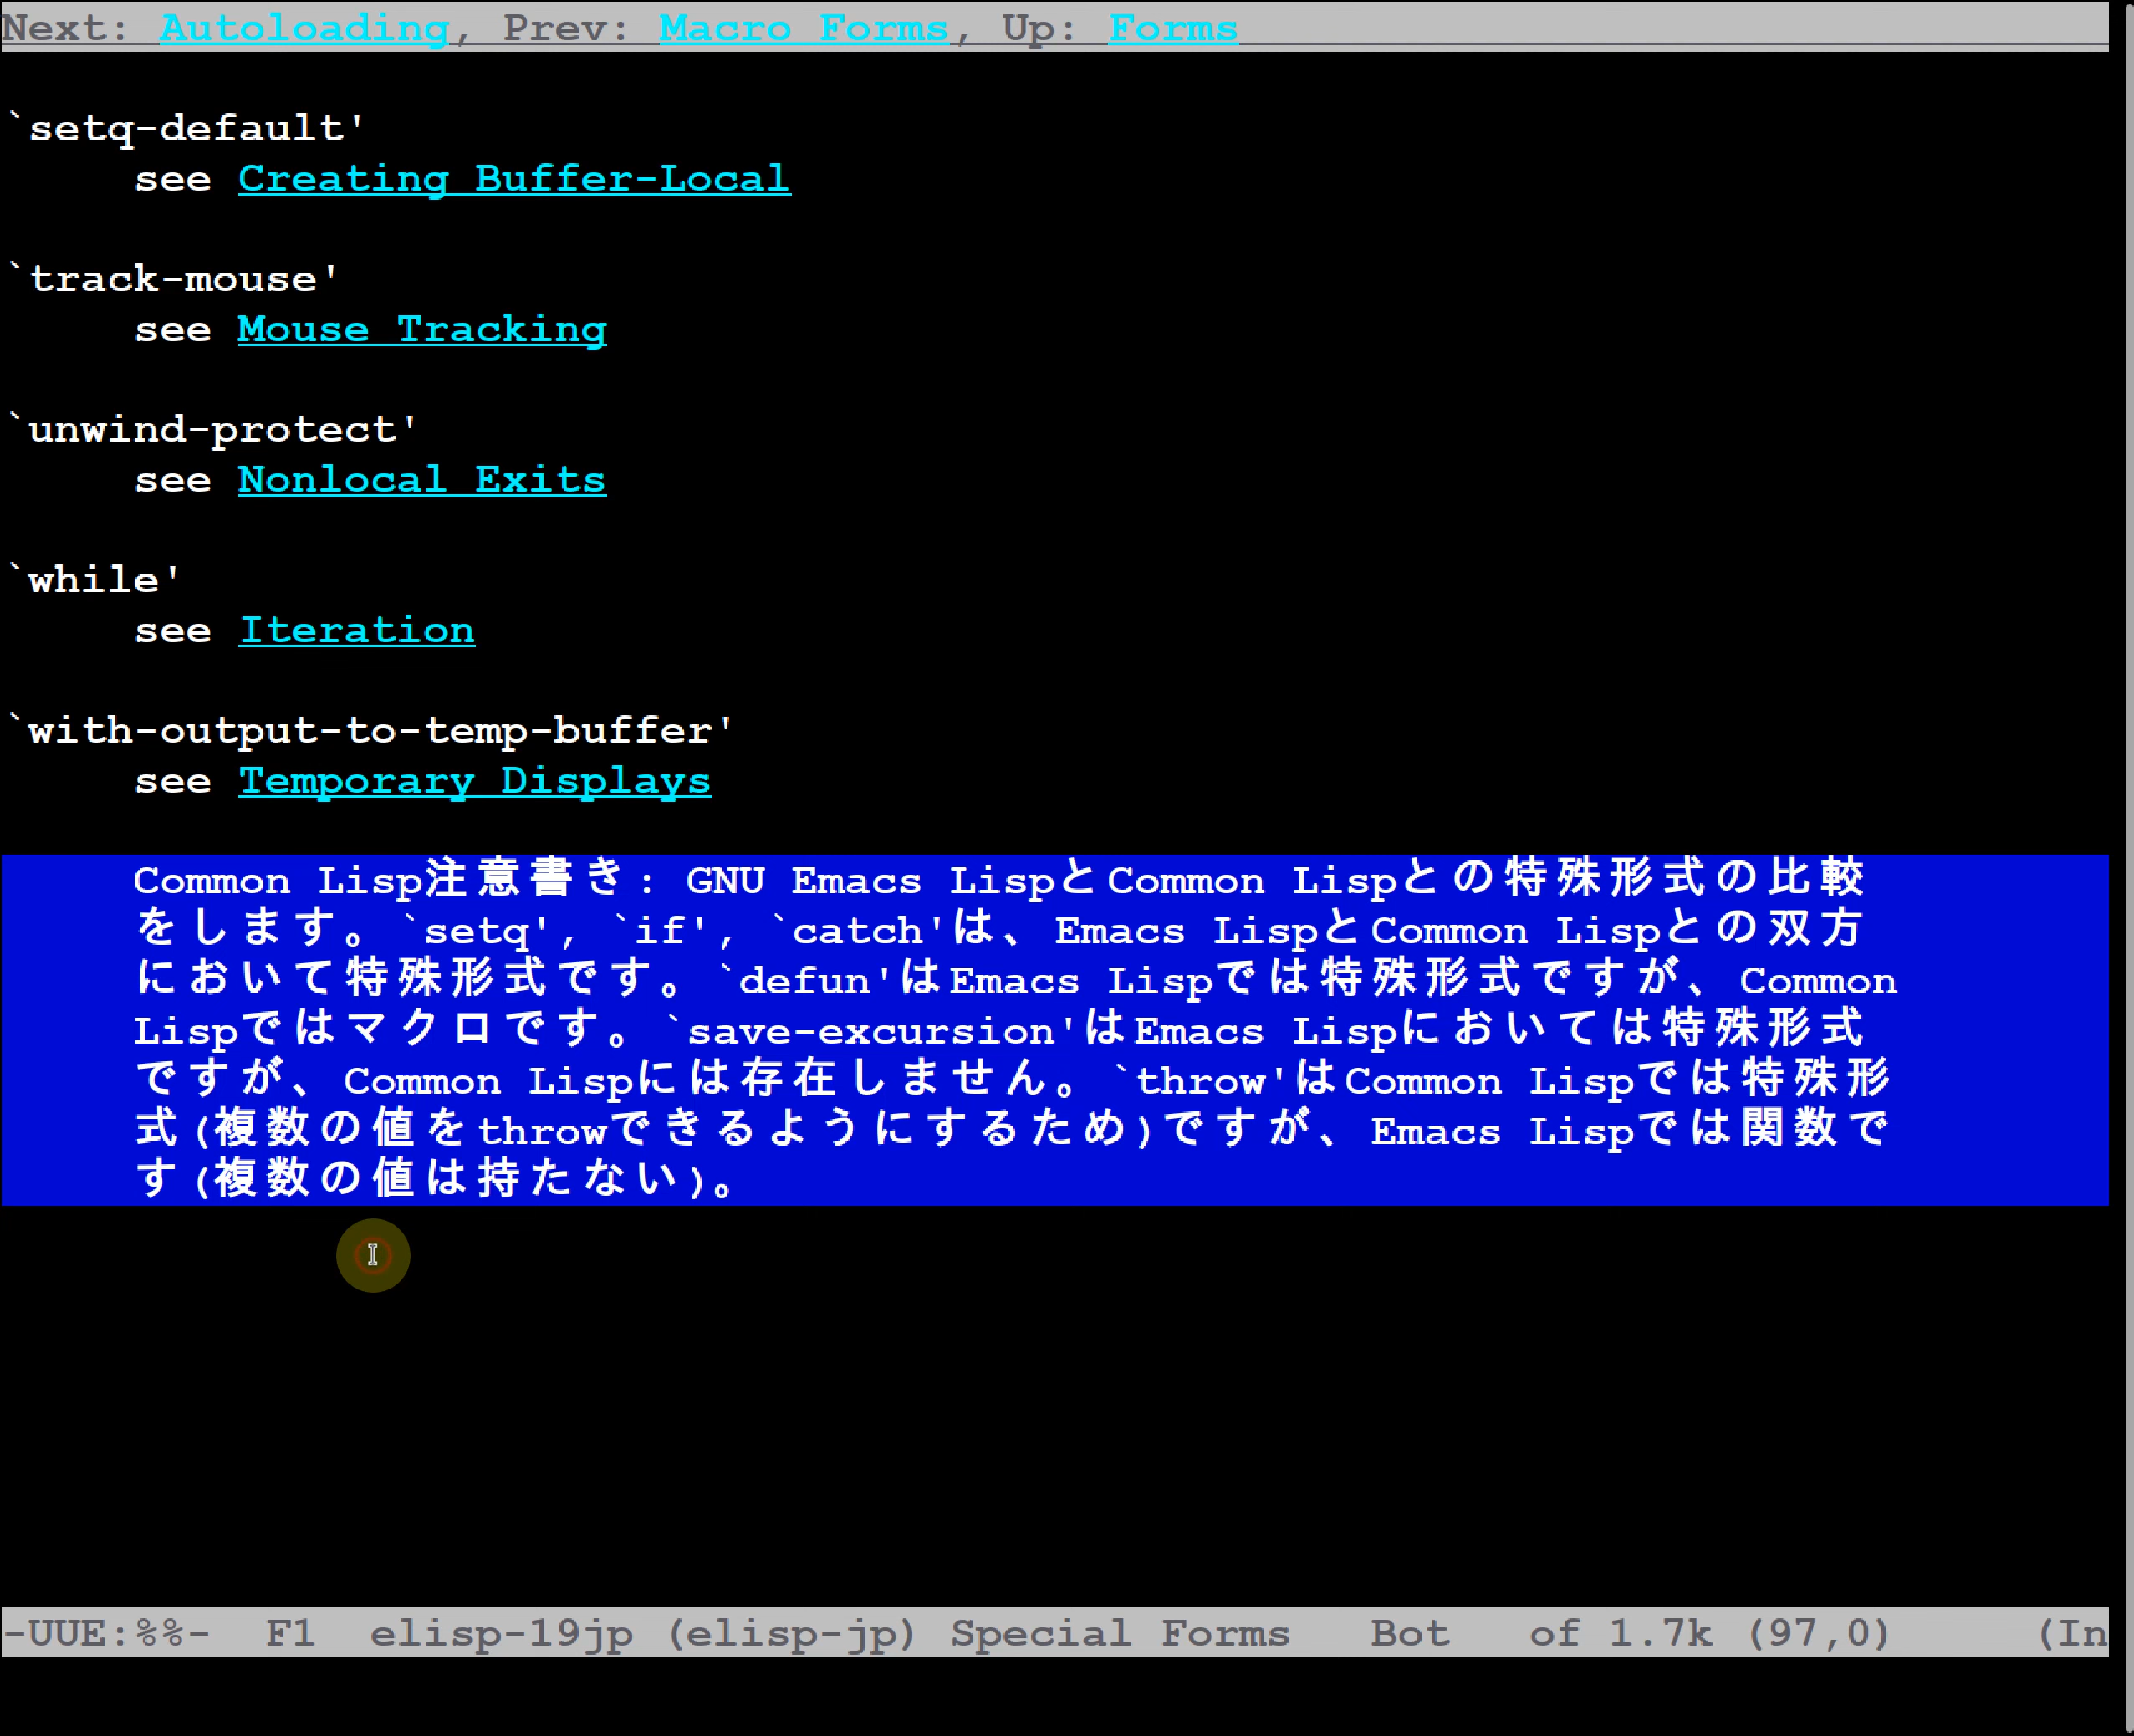 Next: Autoloading, Prev: Macro Forms, Up: Forms
`setq-default'
see Creating Buffer-Local
`track-mouse'
see Mouse Tracking
`unwind-protect'
see Nonlocal Exits
`while'
see Iteration
`with-output-to-temp-buffer'
see Temporary Displays
Common Lisp注意書き: GNU Emacs LispとCommon Lispとの特殊形式の比較
をします。`setq', `if', `catch'は、Emacs LispとCommon Lispとの双方
において特殊形式です。`defun'はEmacs Lispでは特殊形式ですが、Common
Lispではマクロです。`save-excursion'はEmacs Lispにおいては特殊形式
ですが、Common Lispには存在しません。`throw'はCommon Lispでは特殊形
式(複数の値をthrowできるようにするため)ですが、Emacs Lispでは関数で
す(複数の値は持たない)。
-UUE:%%-  F1  elisp-19jp (elisp-jp) Special Forms   Bot   of 1.7k (97,0)     (In